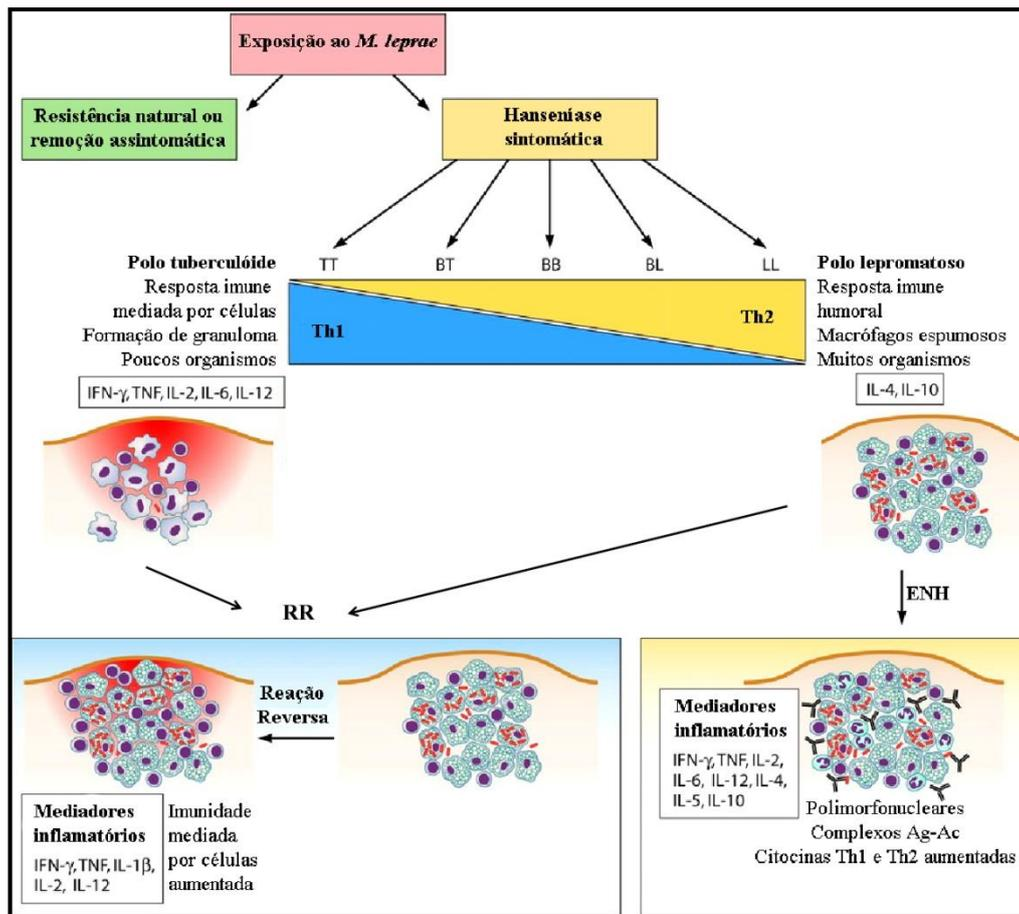 Exposição ao M. leprae
Resistência natural ou
remoção assintomática
Hanseníase
sintomática
TT
BT
BB
BL
LL
Polo tuberculóide
Resposta imune
mediada por células
Formação de granuloma
Poucos organismos
Th1
Th2
Polo lepromatoso
Resposta imune
humoral
Macrófagos espumosos
Muitos organismos
IFN-γ, TNF, IL-2, IL-6, IL-12
IL-4, IL-10
RR
ENH
Reação
Reversa
Mediadores
inflamatórios
IFN-γ, TNF, IL-1β,
IL-2, IL-12
Imunidade
mediada
por células
aumentada
Mediadores
inflamatórios
IFN-γ, TNF, IL-2,
IL-6, IL-12, IL-4,
IL-5, IL-10
Polimorfonucleares
Complexos Ag-Ac
Citocinas Th1 e Th2 aumentadas